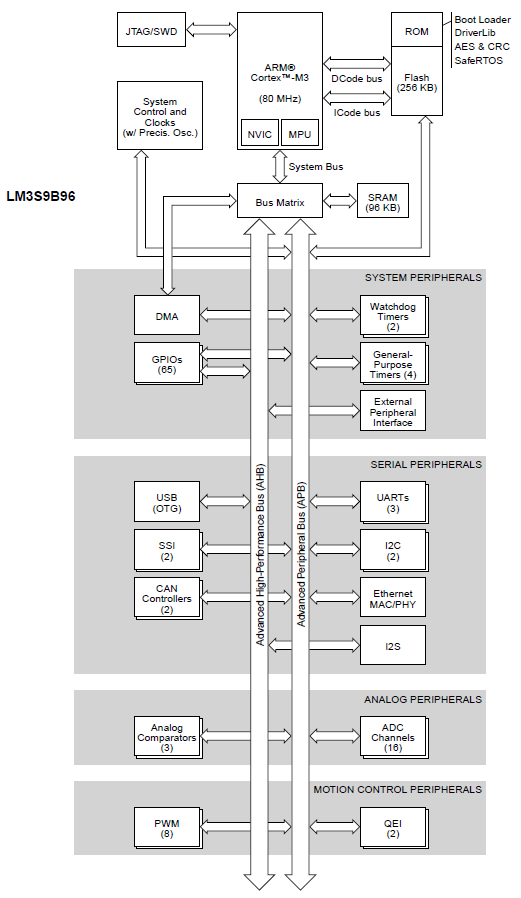 JTAG/SWD
ARM®
Cortex™-M3
(80 MHz)
NVIC
MPU
ROM
Flash
(256 KB)
Boot Loader
DriverLib
AES & CRC
SafeRTOS
DCode bus
ICode bus
System
Control and
Clocks
(w/ Precis. Osc.)
System Bus
LM3S9B96
Bus Matrix
SRAM
(96 KB)
SYSTEM PERIPHERALS
DMA
Watchdog
Timers
(2)
GPIOs
(65)
General-
Purpose
Timers (4)
External
Peripheral
Interface
Advanced High-Performance Bus (AHB)
Advanced Peripheral Bus (APB)
SERIAL PERIPHERALS
USB
(OTG)
UARTs
(3)
SSI
(2)
I2C
(2)
CAN
Controllers
(2)
Ethernet
MAC/PHY
I2S
ANALOG PERIPHERALS
Analog
Comparators
(3)
ADC
Channels
(16)
MOTION CONTROL PERIPHERALS
PWM
(8)
QEI
(2)